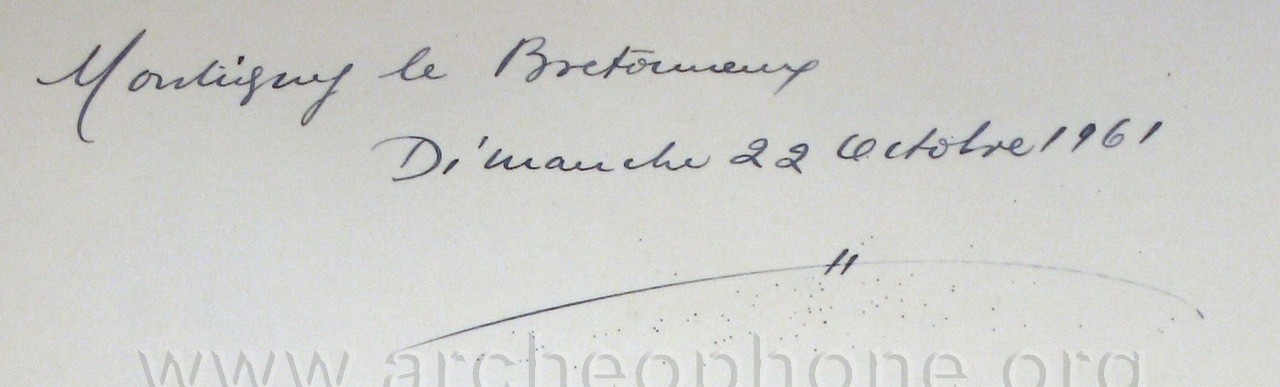 Montigny le Bretonneux
Dimanche 22 Octobre 1961
"
www.archeophone.org